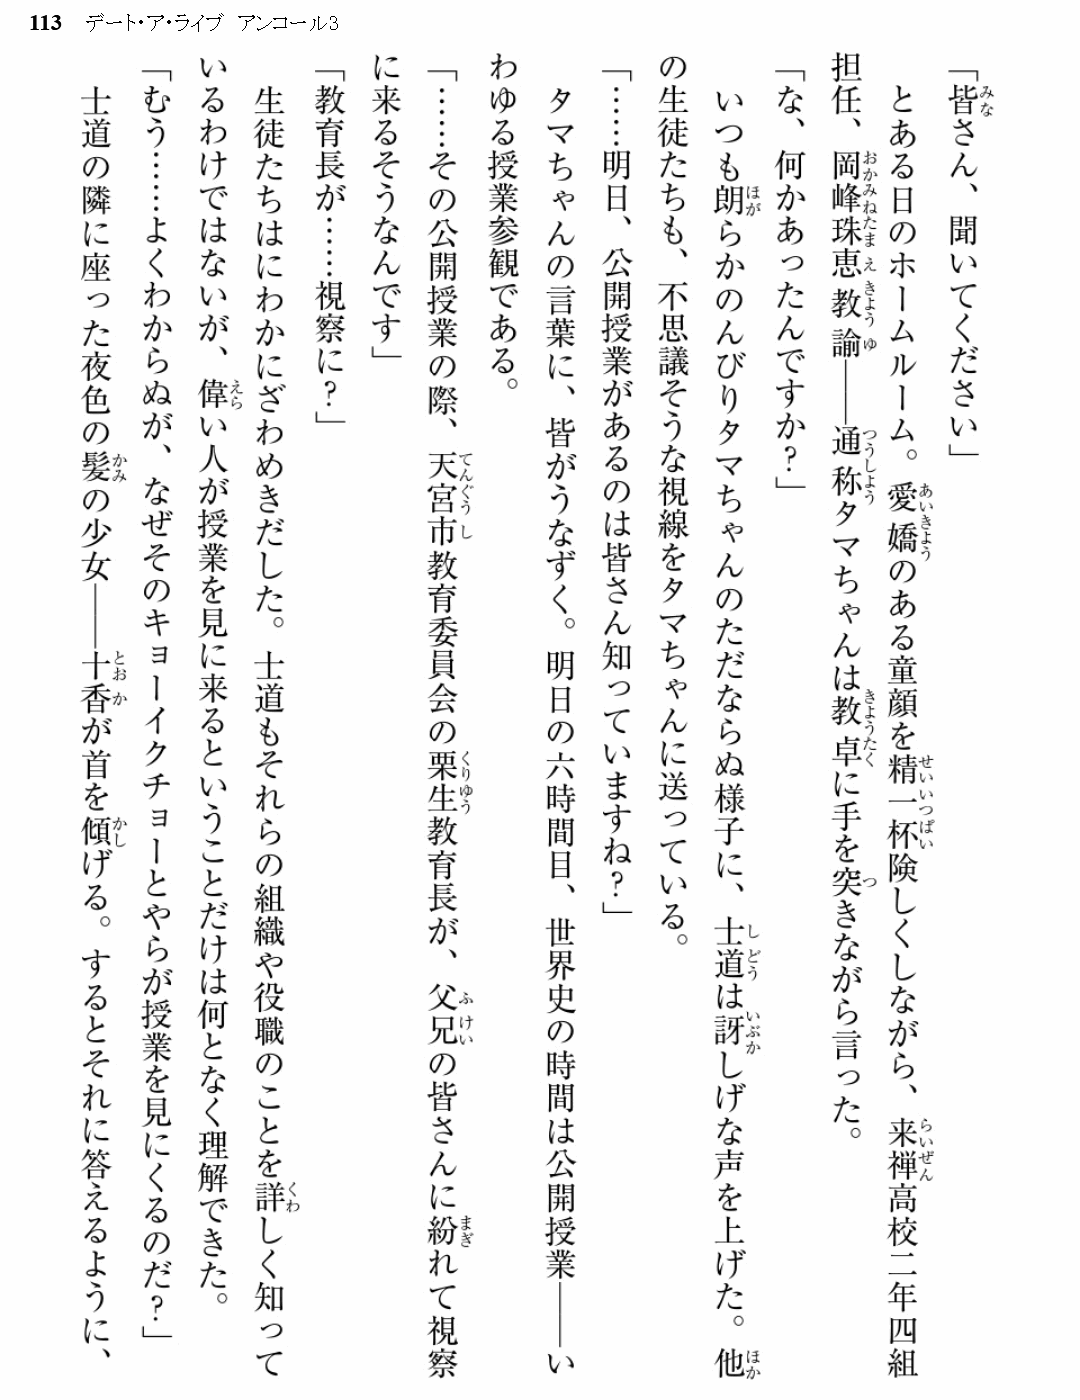 113 デート・ア・ライブ アンコール3
「皆さん、聞いてください」
とある日のホームルーム。愛嬌のある童顔を精一杯険しくしながら、来禅高校二年四組
担任、岡峰珠恵教諭――通称タマちゃんは教卓に手を突きながら言った。
「な、何かあったんですか？」
いつも朗らかのんびりタマちゃんのただならぬ様子に、士道は訝しげな声を上げた。他
の生徒たちも、不思議そうな視線をタマちゃんに送っている。
「……明日、公開授業があるのは皆さん知っていますね？」
タマちゃんの言葉に、皆がうなずく。明日の六時間目、世界史の時間は公開授業――い
わゆる授業参観である。
「……その公開授業の際、天宮市教育委員会の栗生教育長が、父兄の皆さんに紛れて視察
に来るそうなんです」
「教育長が……視察に？」
生徒たちはにわかにざわめきだした。士道もそれらの組織や役職のことを詳しく知って
いるわけではないが、偉い人が授業を見に来るということだけは何となく理解できた。
「むう……よくわからぬが、なぜそのキョーイクチョーとやらが授業を見にくるのだ？」
士道の隣に座った夜色の髪の少女――十香が首を傾げる。するとそれに答えるように、